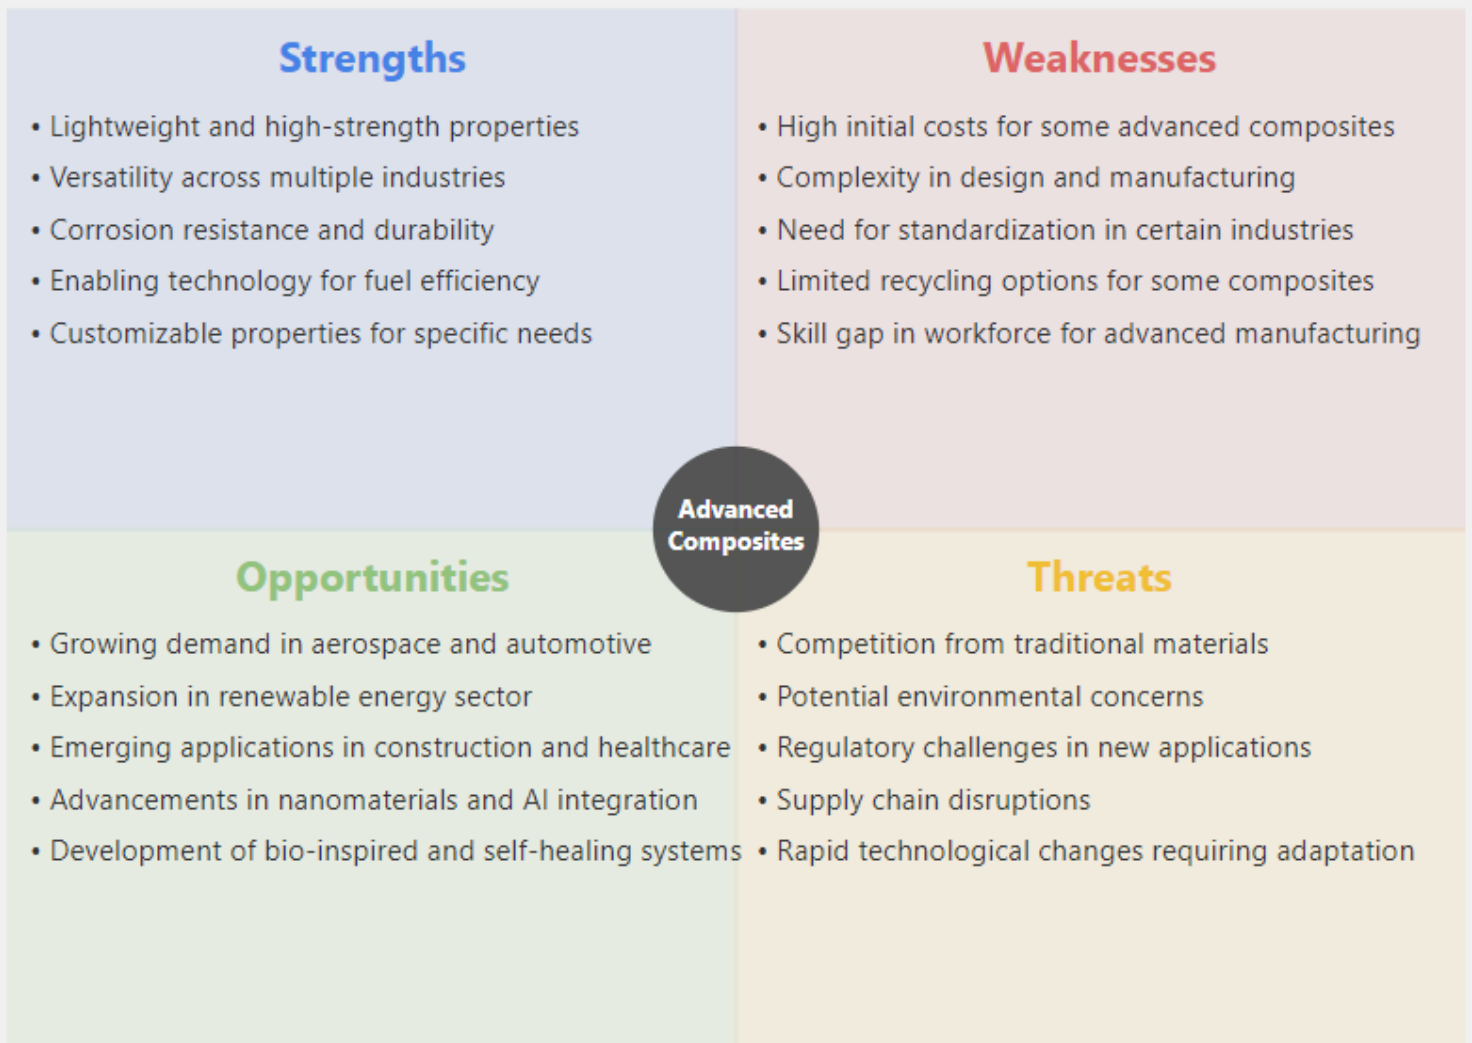 Strengths
• Lightweight and high-strength properties
• Versatility across multiple industries
• Corrosion resistance and durability
• Enabling technology for fuel efficiency
• Customizable properties for specific needs
Weaknesses
• High initial costs for some advanced composites
• Complexity in design and manufacturing
• Need for standardization in certain industries
• Limited recycling options for some composites
• Skill gap in workforce for advanced manufacturing
Advanced
Composites
Opportunities
• Growing demand in aerospace and automotive
• Expansion in renewable energy sector
• Emerging applications in construction and healthcare
• Advancements in nanomaterials and AI integration
• Development of bio-inspired and self-healing systems
Threats
• Competition from traditional materials
• Potential environmental concerns
• Regulatory challenges in new applications
• Supply chain disruptions
• Rapid technological changes requiring adaptation